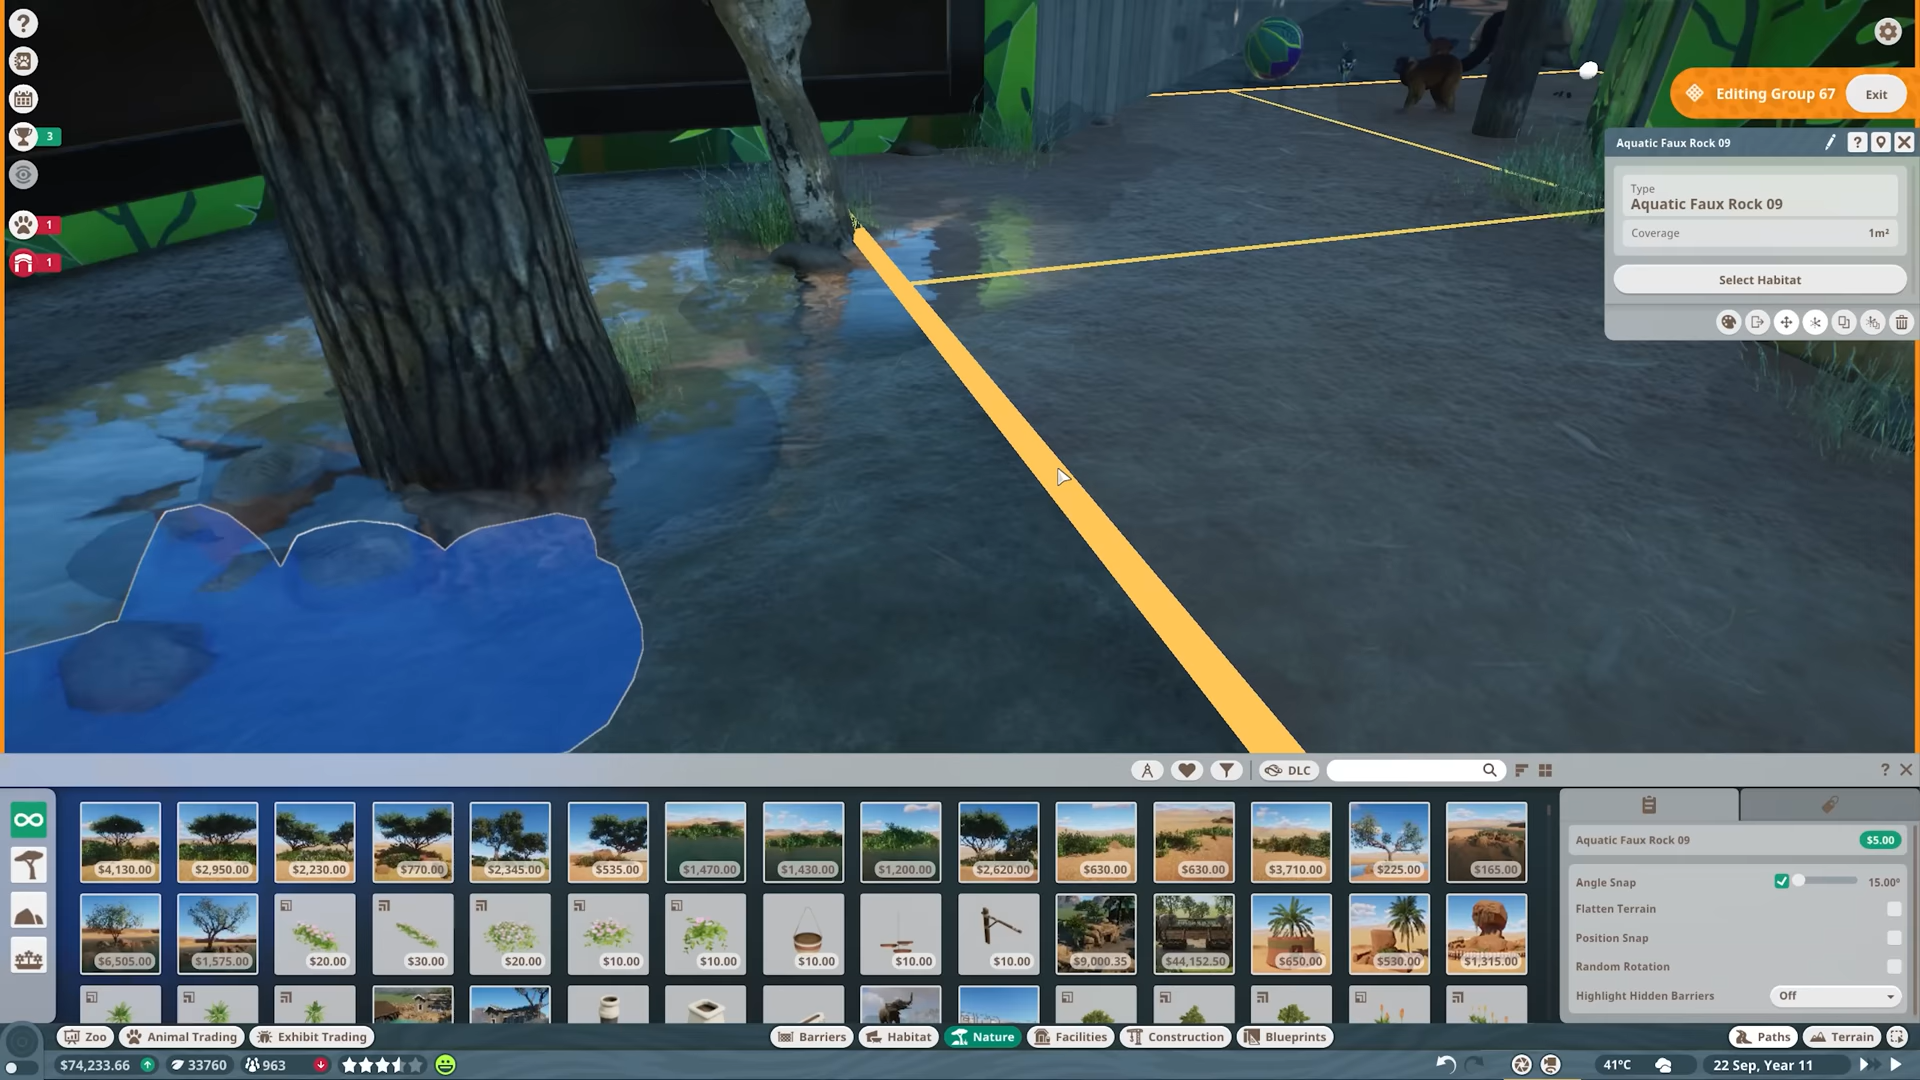 ?
3
1
1
Editing Group 67 Exit
Aquatic Faux Rock 09 ?
Type
Aquatic Faux Rock 09
Coverage 1m²
Select Habitat
DLC ?
$4,130.00 $2,950.00 $2,230.00 $770.00 $2,345.00 $535.00 $1,470.00 $1,430.00 $1,200.00 $2,620.00 $630.00 $630.00 $3,710.00 $225.00 $165.00
$6,505.00 $1,575.00 $20.00 $30.00 $20.00 $10.00 $10.00 $10.00 $10.00 $10.00 $9,000.35 $44,152.50 $650.00 $530.00 $1,315.00
Aquatic Faux Rock 09 $5.00
Angle Snap 15.00°
Flatten Terrain
Position Snap
Random Rotation
Highlight Hidden Barriers Off
Zoo Animal Trading Exhibit Trading Barriers Habitat Nature Facilities Construction Blueprints Paths Terrain
$74,233.66 33760 963 41°C 22 Sep, Year 11